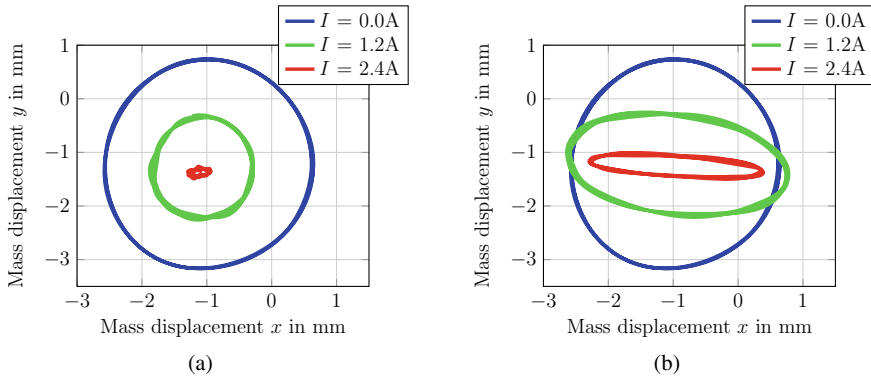 I = 0.0A
I = 1.2A
I = 2.4A
1
0
−1
−2
−3
Mass displacement y in mm
−3
−2
−1
0
1
Mass displacement x in mm
(a)
I = 0.0A
I = 1.2A
I = 2.4A
1
0
−1
−2
−3
Mass displacement y in mm
−3
−2
−1
0
1
Mass displacement x in mm
(b)